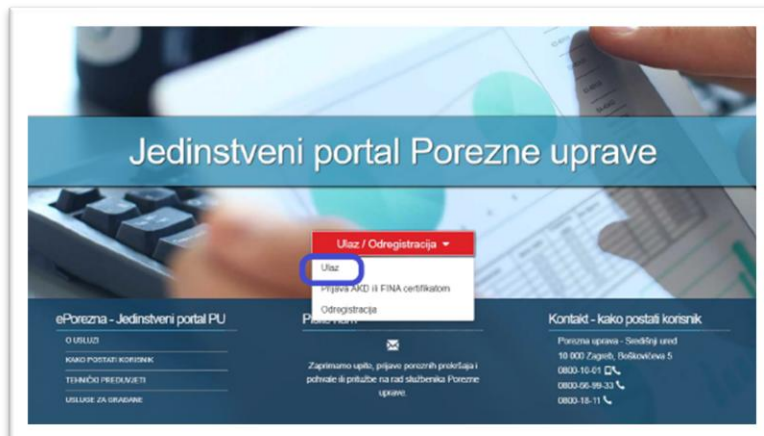 Jedinstveni portal Porezne uprave
Ulaz / Odregistracija
Ulaz
Prijava AKD ili FINA certifikatom
Odregistracija
ePorezna - Jedinstveni portal PU
O USLUZI
KAKO POSTATI KORISNIK
TEHNIČKI PREDUVJETI
USLUGE ZA GRAĐANE
Zaprimamo upite, prijave poreznih prekršaja i
pohvale ili pritužbe na rad službenika Porezne
uprave.
Kontakt - kako postati korisnik
Porezna uprava - Središnji ured
10 000 Zagreb, Boškovićeva 5
0800-10-01
0800-66-99-33
0800-18-11